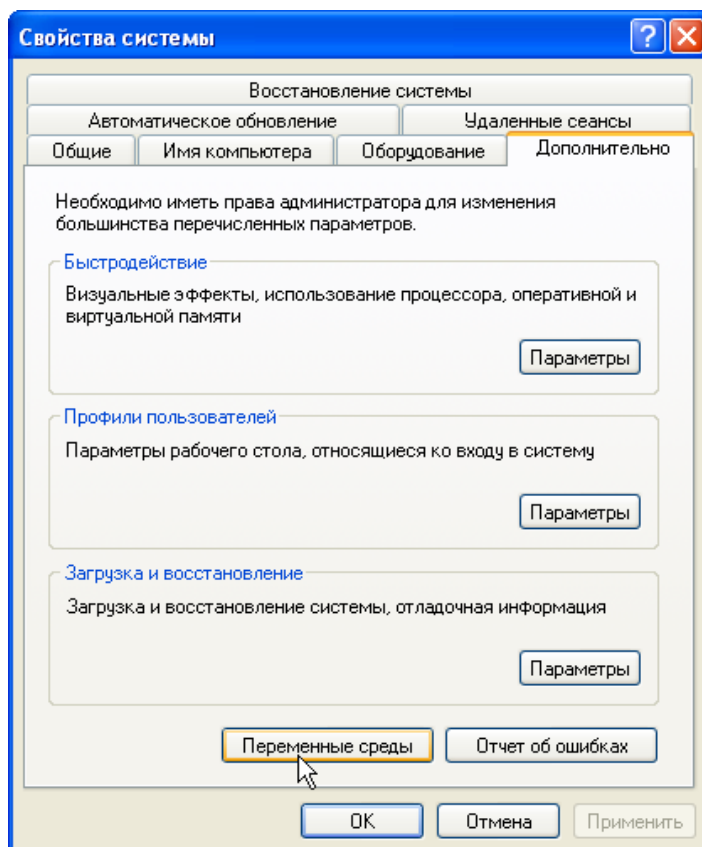 Свойства системы
Восстановление системы
Автоматическое обновление Удаленные сеансы
Общие Имя компьютера Оборудование Дополнительно
Необходимо иметь права администратора для изменения
большинства перечисленных параметров.
Быстродействие
Визуальные эффекты, использование процессора, оперативной и
виртуальной памяти
Параметры
Профили пользователей
Параметры рабочего стола, относящиеся ко входу в систему
Параметры
Загрузка и восстановление
Загрузка и восстановление системы, отладочная информация
Параметры
Переменные среды Отчет об ошибках
ОК Отмена Применить